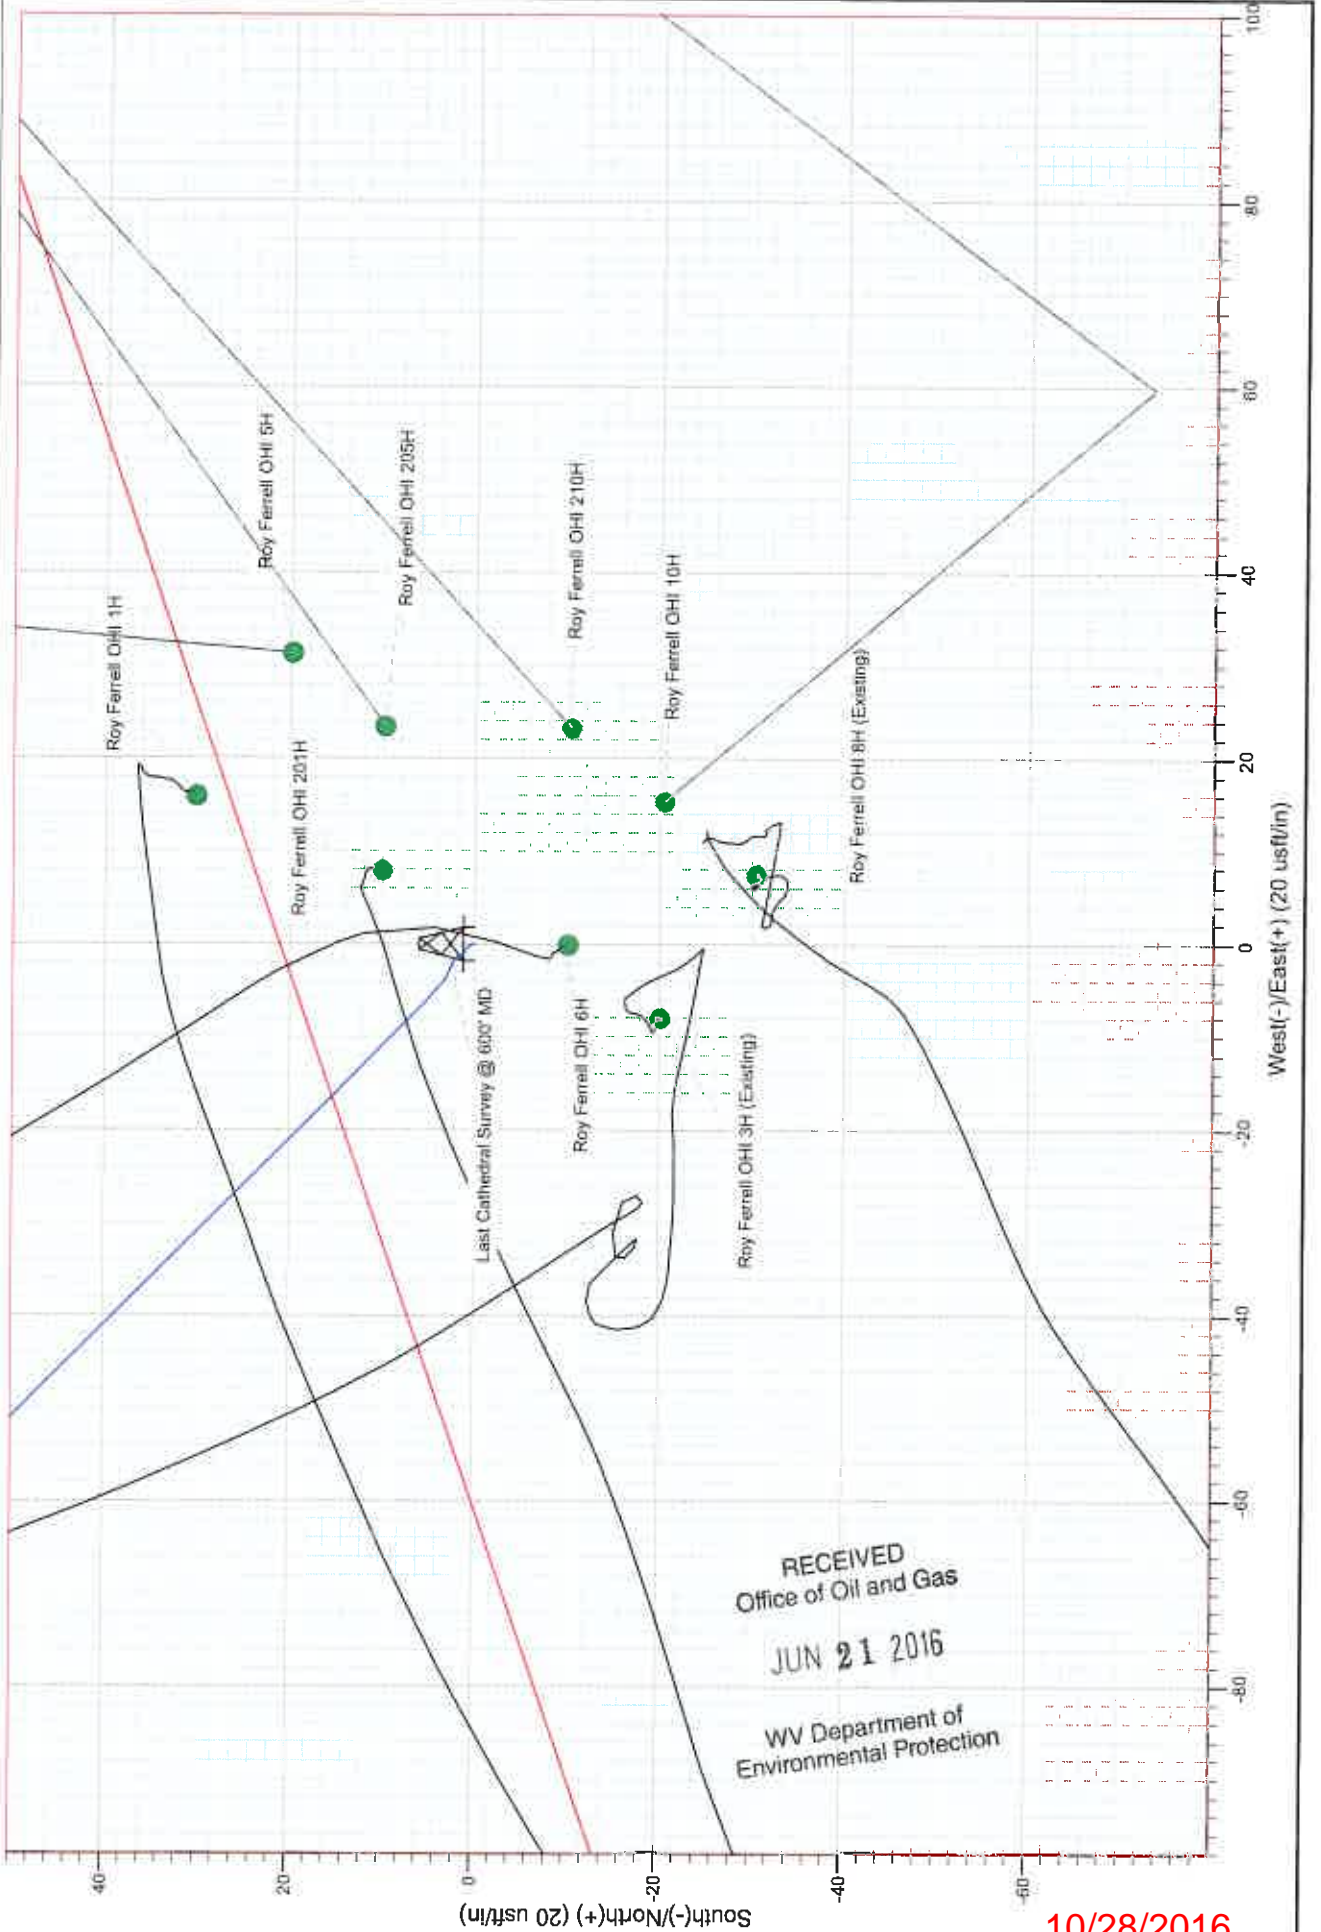 Roy Ferrell OHI 1H
Roy Ferrell OHI 5H
Roy Ferrell OHI 201H
Roy Ferrell OHI 205H
Last Cathedral Survey @ 600' MD
Roy Ferrell OHI 6H
Roy Ferrell OHI 210H
Roy Ferrell OHI 10H
Roy Ferrell OHI 3H (Existing)
Roy Ferrell OHI 8H (Existing)
South(-)/North(+) (20 usft/in)
40
20
0
-20
-40
-60
West(-)/East(+) (20 usft/in)
-80
-60
-40
-20
0
20
40
60
80
100
RECEIVED
Office of Oil and Gas
JUN 21 2016
WV Department of
Environmental Protection
10/28/2016